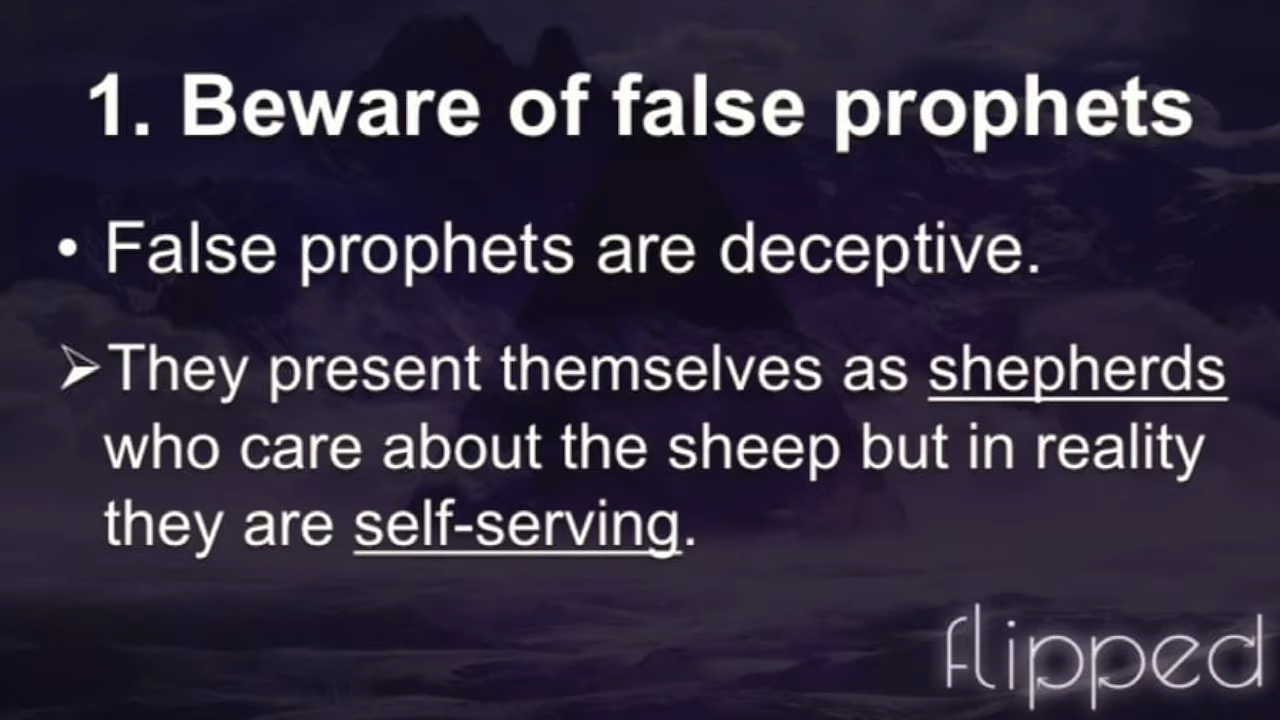 1. Beware of false prophets
• False prophets are deceptive.
➢They present themselves as shepherds
who care about the sheep but in reality
they are self-serving.
flipped